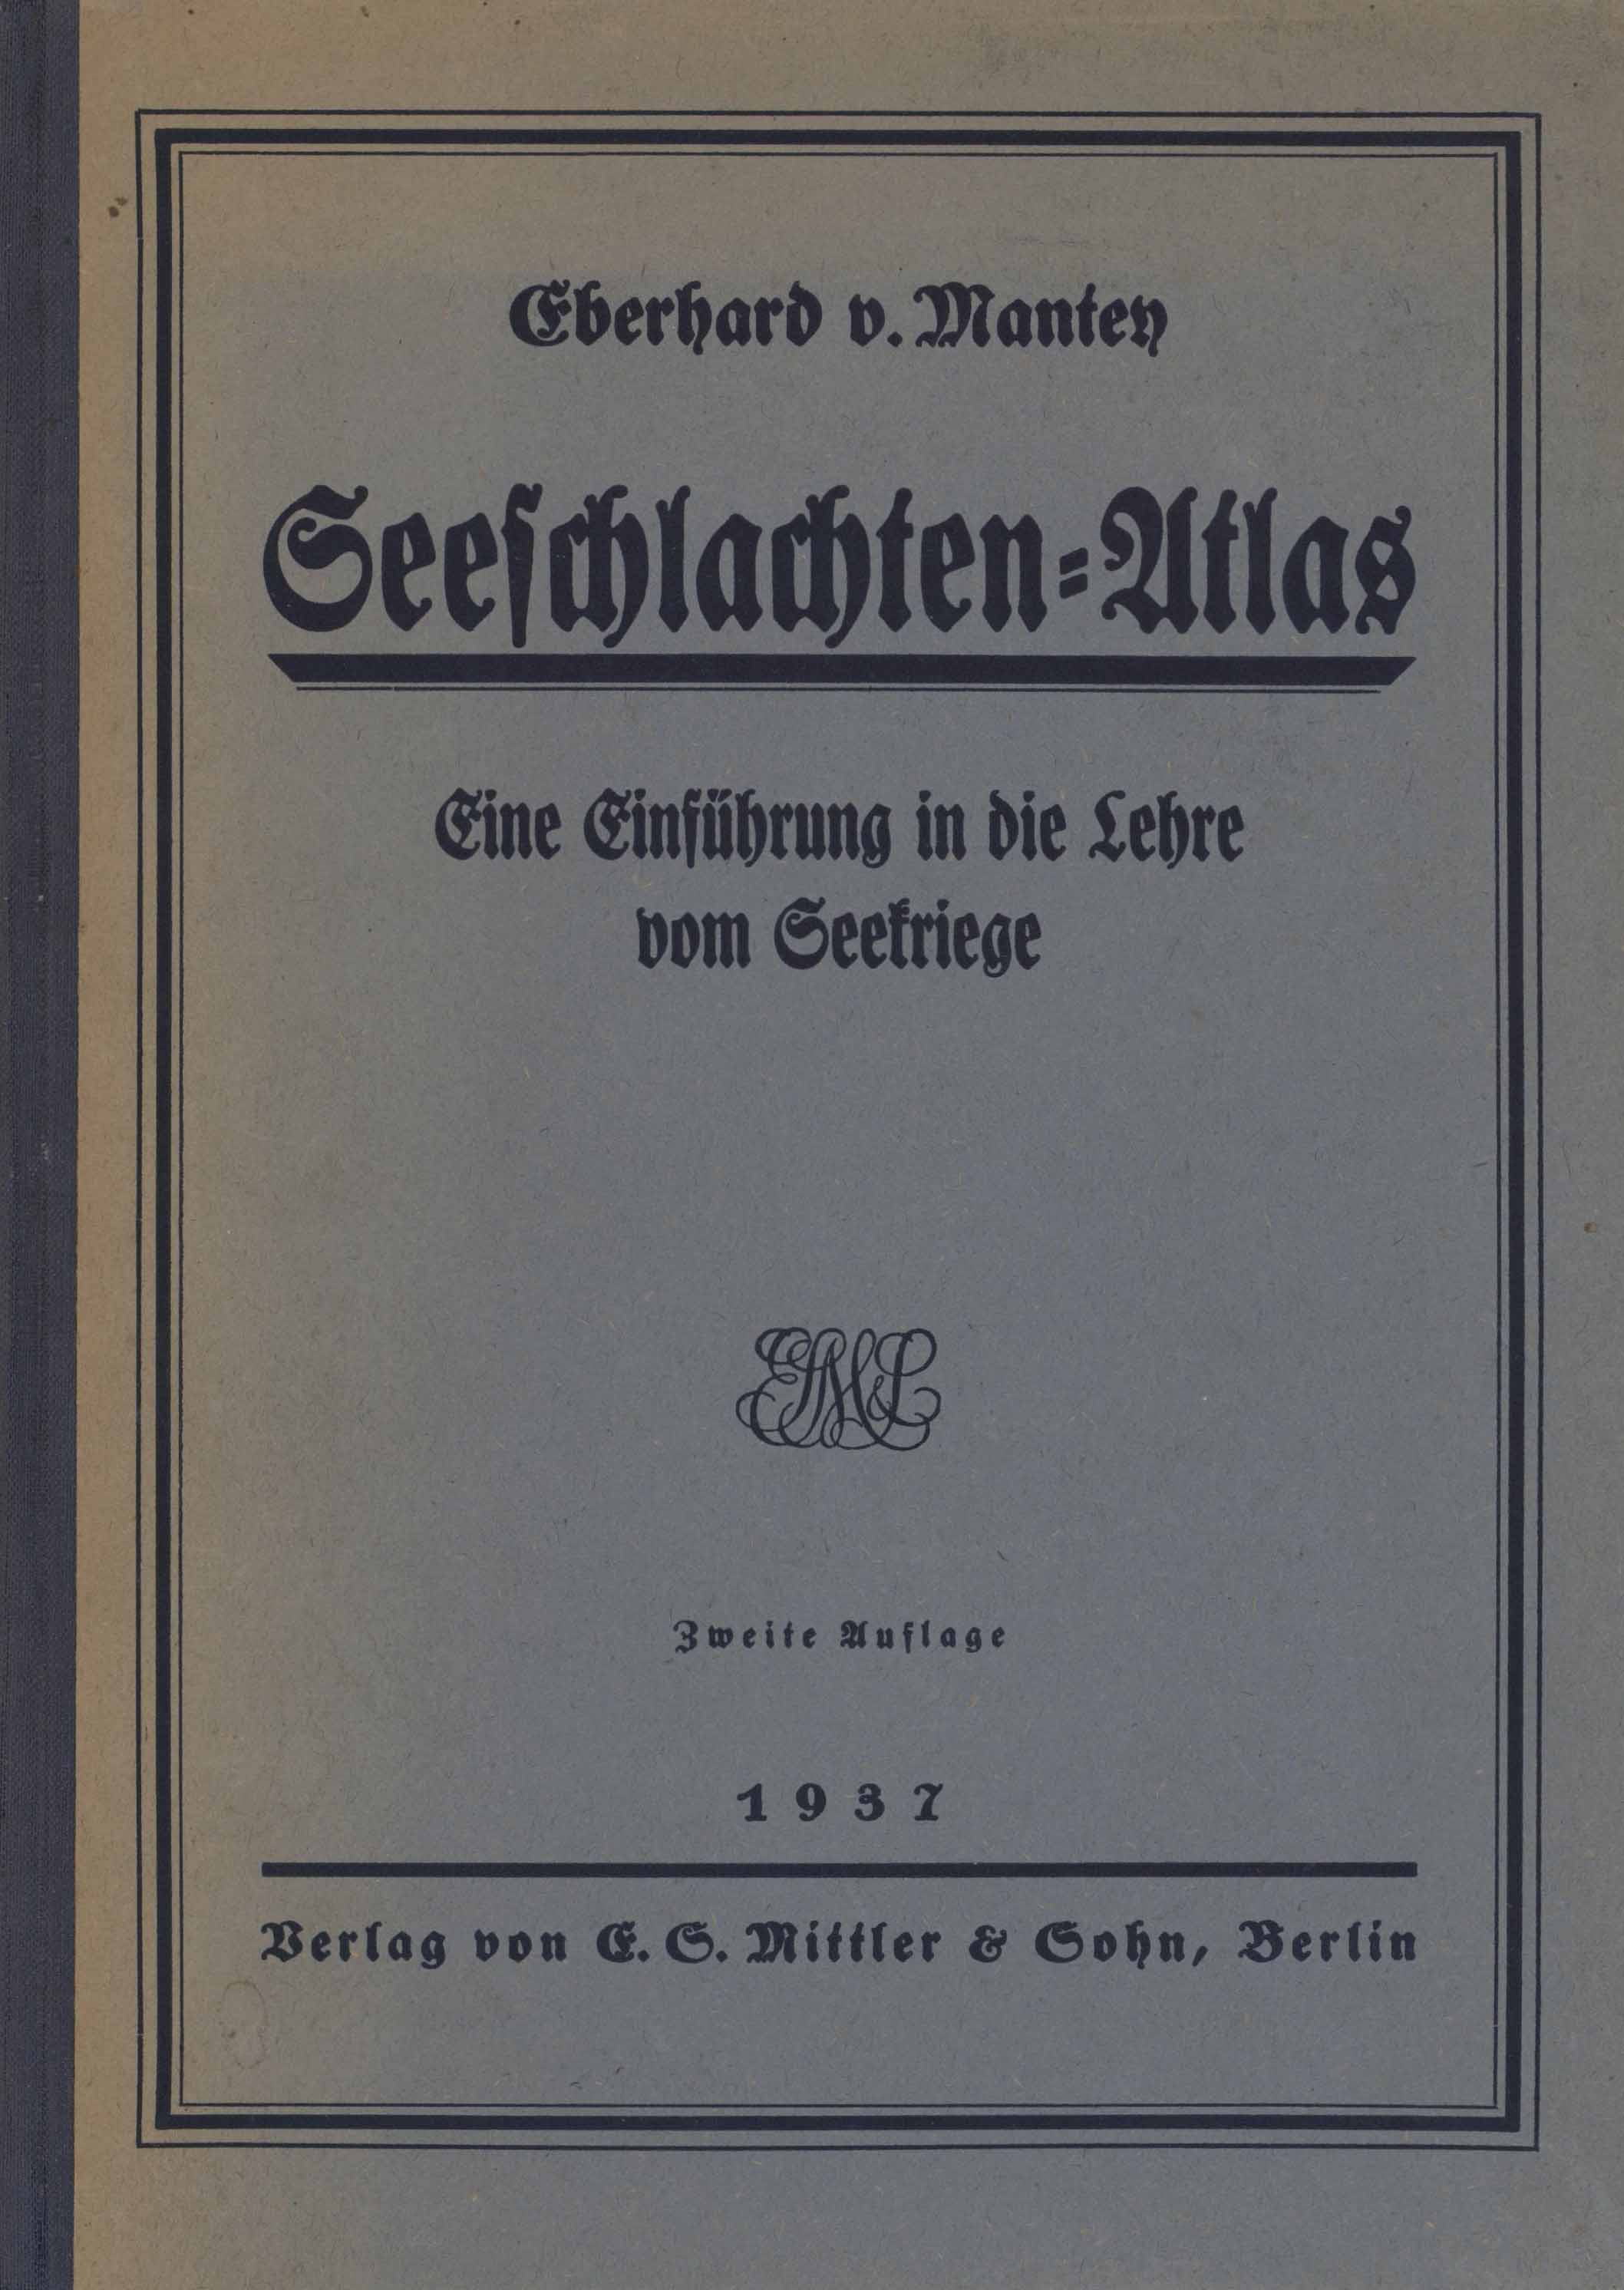 Eberhard v. Mantey
Seeschlachten-Atlas
Eine Einführung in die Lehre
vom Seekriege
Zweite Auflage
1937
Verlag von E. S. Mittler & Sohn, Berlin